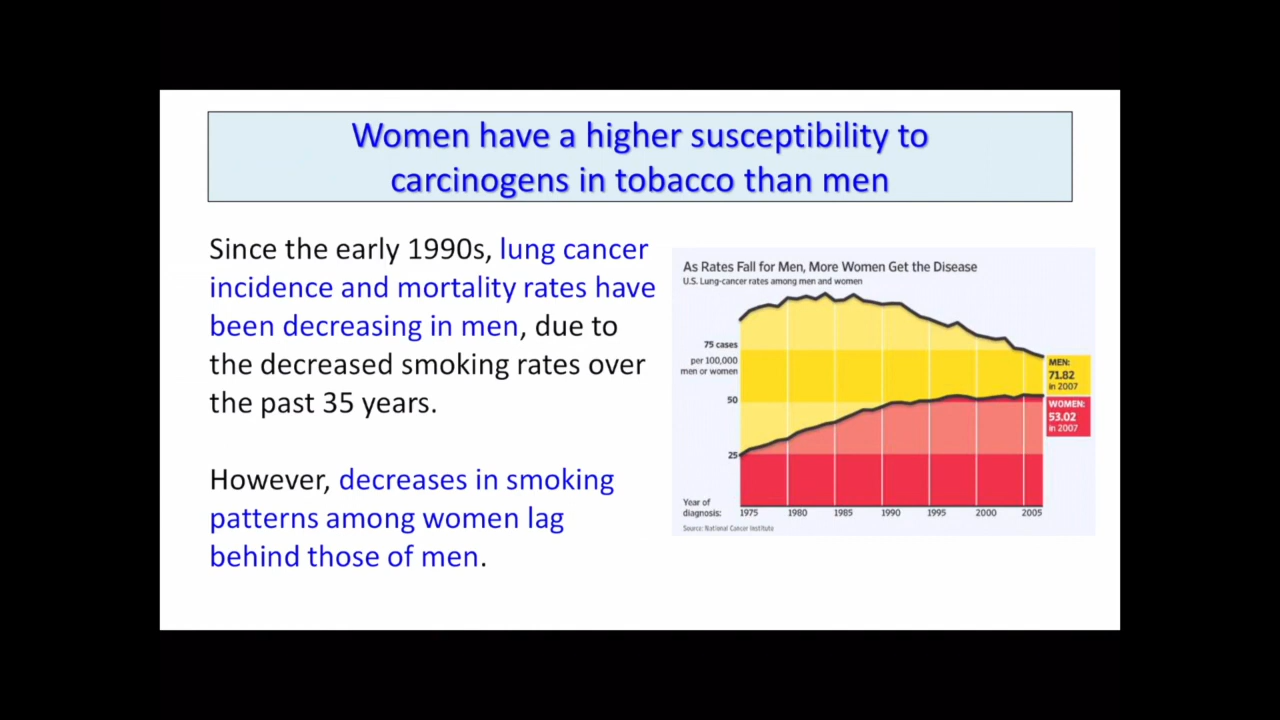 Women have a higher susceptibility to
carcinogens in tobacco than men
Since the early 1990s, lung cancer
incidence and mortality rates have
been decreasing in men, due to
the decreased smoking rates over
the past 35 years.
However, decreases in smoking
patterns among women lag
behind those of men.
As Rates Fall for Men, More Women Get the Disease
U.S. Lung-cancer rates among men and women
75 cases
per 100,000
men or women
50
25
MEN:
71.82
in 2007
WOMEN:
53.02
in 2007
Year of
diagnosis:
1975 1980 1985 1990 1995 2000 2005
Source: National Cancer Institute